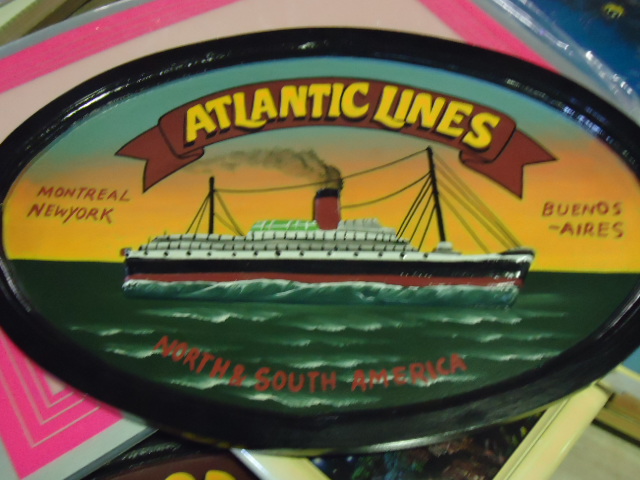 ATLANTIC LINES
MONTREAL
NEWYORK
BUENOS
-AIRES
NORTH & SOUTH AMERICA